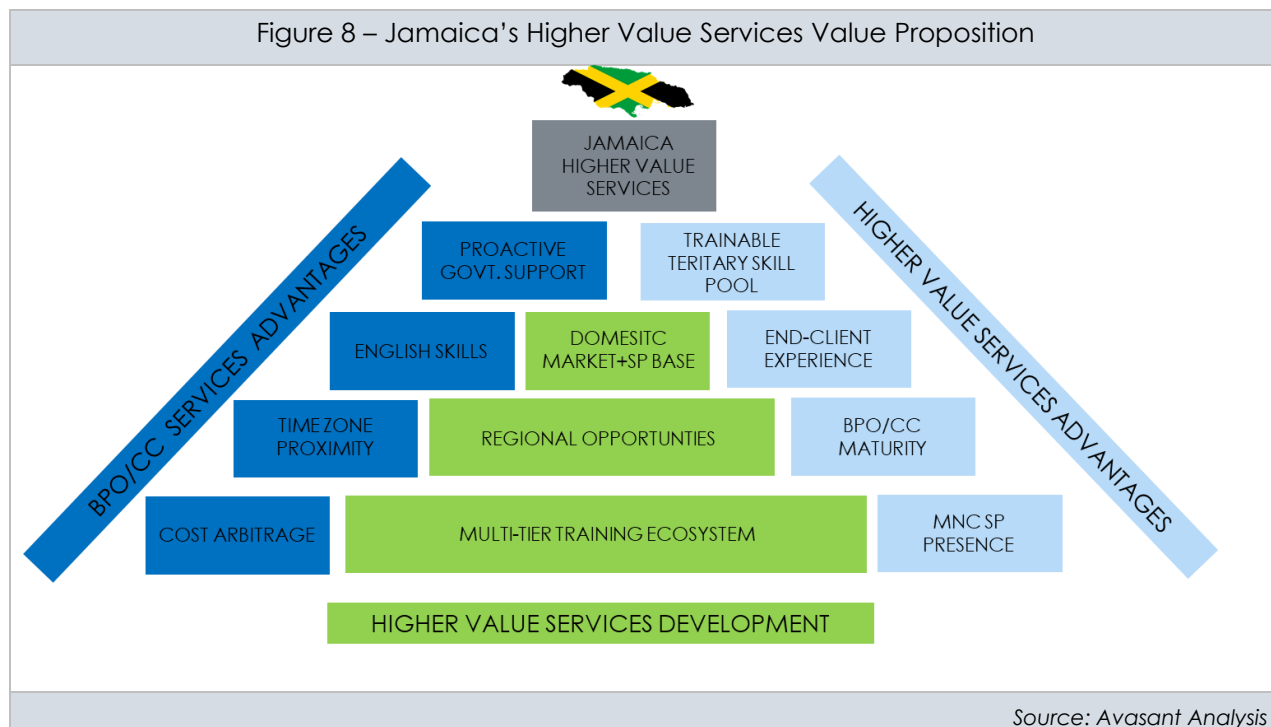 Figure 8 – Jamaica's Higher Value Services Value Proposition
JAMAICA
HIGHER VALUE
SERVICES
BPO/CC SERVICES ADVANTAGES
HIGHER VALUE SERVICES ADVANTAGES
PROACTIVE
GOVT. SUPPORT
TRAINABLE
TERITARY SKILL
POOL
ENGLISH SKILLS
DOMESITC
MARKET+SP BASE
END-CLIENT
EXPERIENCE
TIME ZONE
PROXIMITY
REGIONAL OPPORTUNTIES
BPO/CC
MATURITY
COST ARBITRAGE
MULTI-TIER TRAINING ECOSYSTEM
MNC SP
PRESENCE
HIGHER VALUE SERVICES DEVELOPMENT
Source: Avasant Analysis